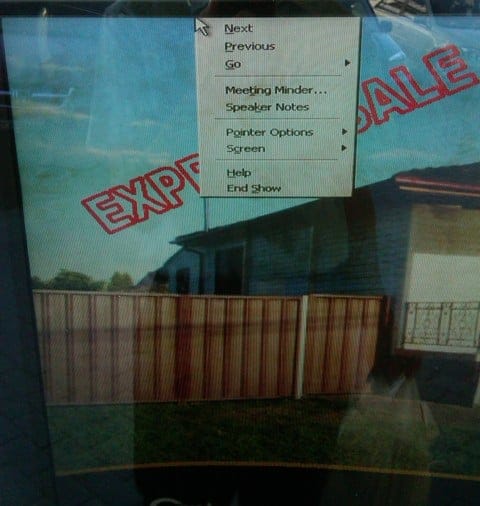 Next
Previous
Go
Meeting Minder...
Speaker Notes
Pointer Options
Screen
Help
End Show